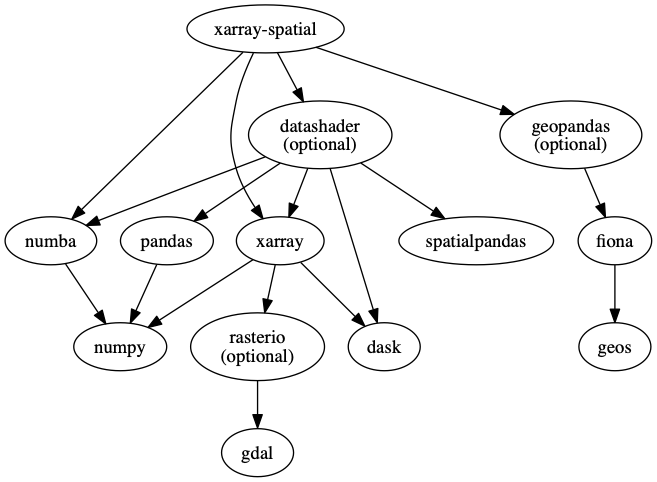 xarray-spatial
datashader
(optional)
geopandas
(optional)
numba
pandas
xarray
spatialpandas
fiona
numpy
rasterio
(optional)
dask
geos
gdal